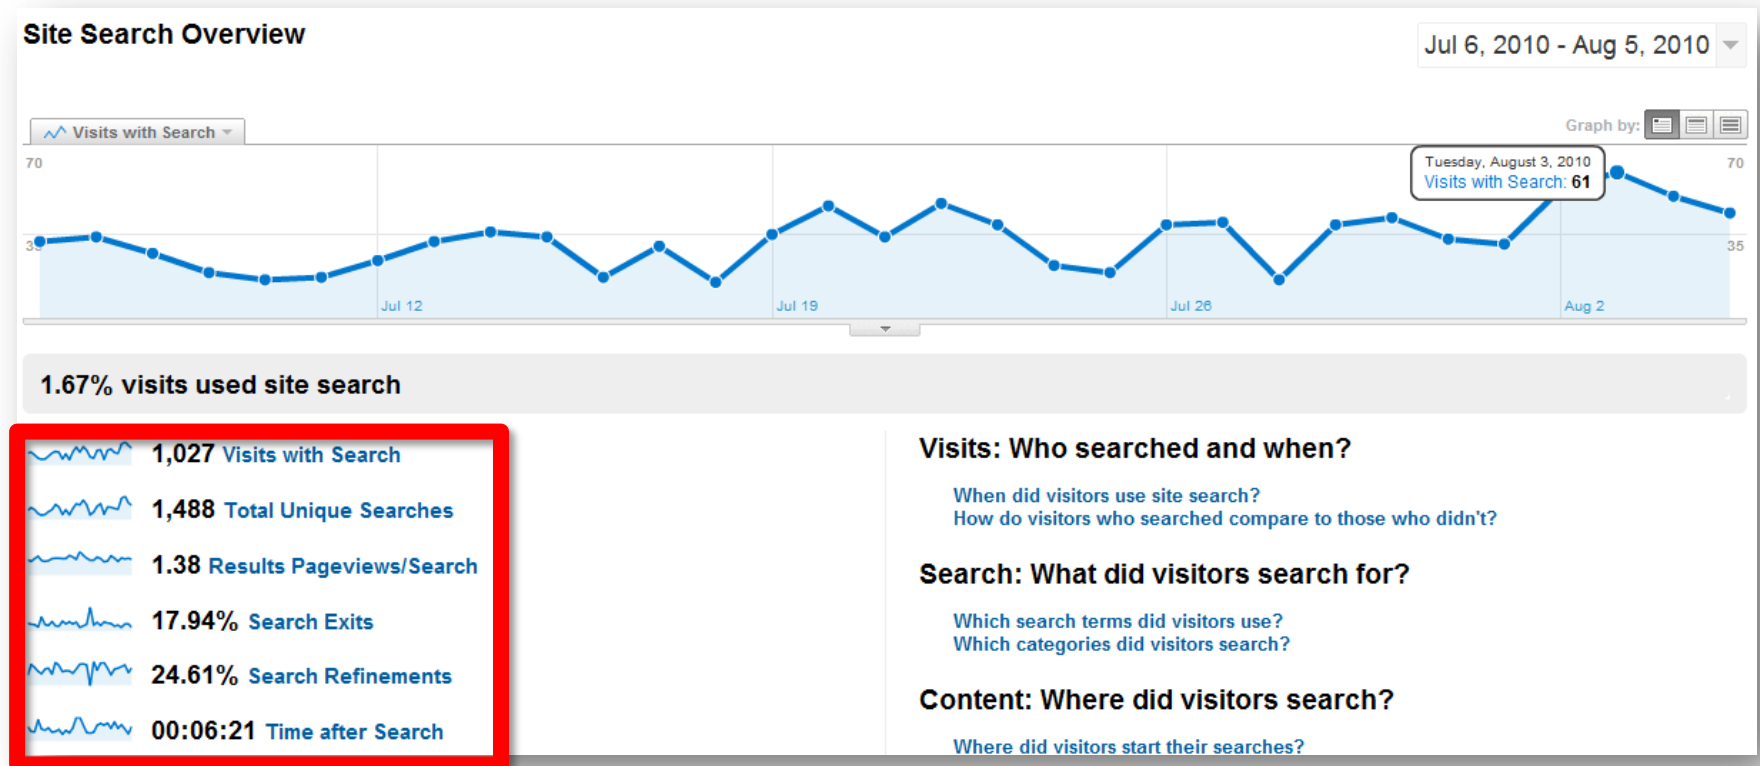 Site Search Overview
Jul 6, 2010 - Aug 5, 2010
Visits with Search
Graph by:
70
70
Tuesday, August 3, 2010
Visits with Search: 61
35
35
Jul 12
Jul 19
Jul 26
Aug 2
1.67% visits used site search
1,027 Visits with Search
1,488 Total Unique Searches
1.38 Results Pageviews/Search
17.94% Search Exits
24.61% Search Refinements
00:06:21 Time after Search
Visits: Who searched and when?
When did visitors use site search?
How do visitors who searched compare to those who didn't?
Search: What did visitors search for?
Which search terms did visitors use?
Which categories did visitors search?
Content: Where did visitors search?
Where did visitors start their searches?